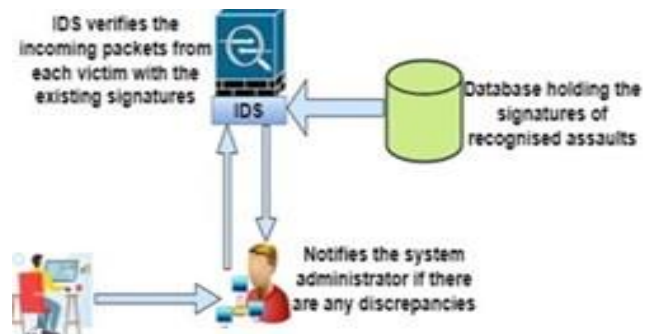 IDS verifies the
incoming packets from
each victim with the
existing signatures
IDS
Database holding the
signatures of
recognised assaults
Notifies the system
administrator if there
are any discrepancies